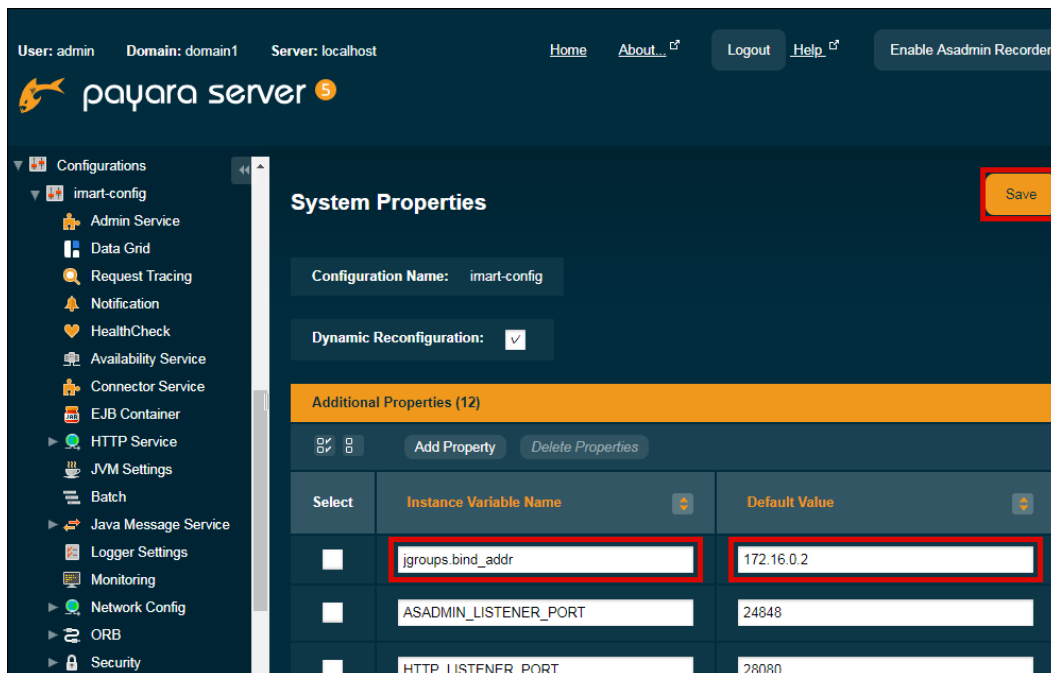 User: admin Domain: domain1 Server: localhost Home About... Logout Help Enable Asadmin Recorder
payara server 5
Configurations
imart-config
Admin Service
Data Grid
Request Tracing
Notification
HealthCheck
Availability Service
Connector Service
EJB Container
HTTP Service
JVM Settings
Batch
Java Message Service
Logger Settings
Monitoring
Network Config
ORB
Security
System Properties
Save
Configuration Name: imart-config
Dynamic Reconfiguration:
Additional Properties (12)
Add Property Delete Properties
Select Instance Variable Name Default Value
jgroups.bind_addr 172.16.0.2
ASADMIN_LISTENER_PORT 24848
HTTP_LISTENER_PORT 28080